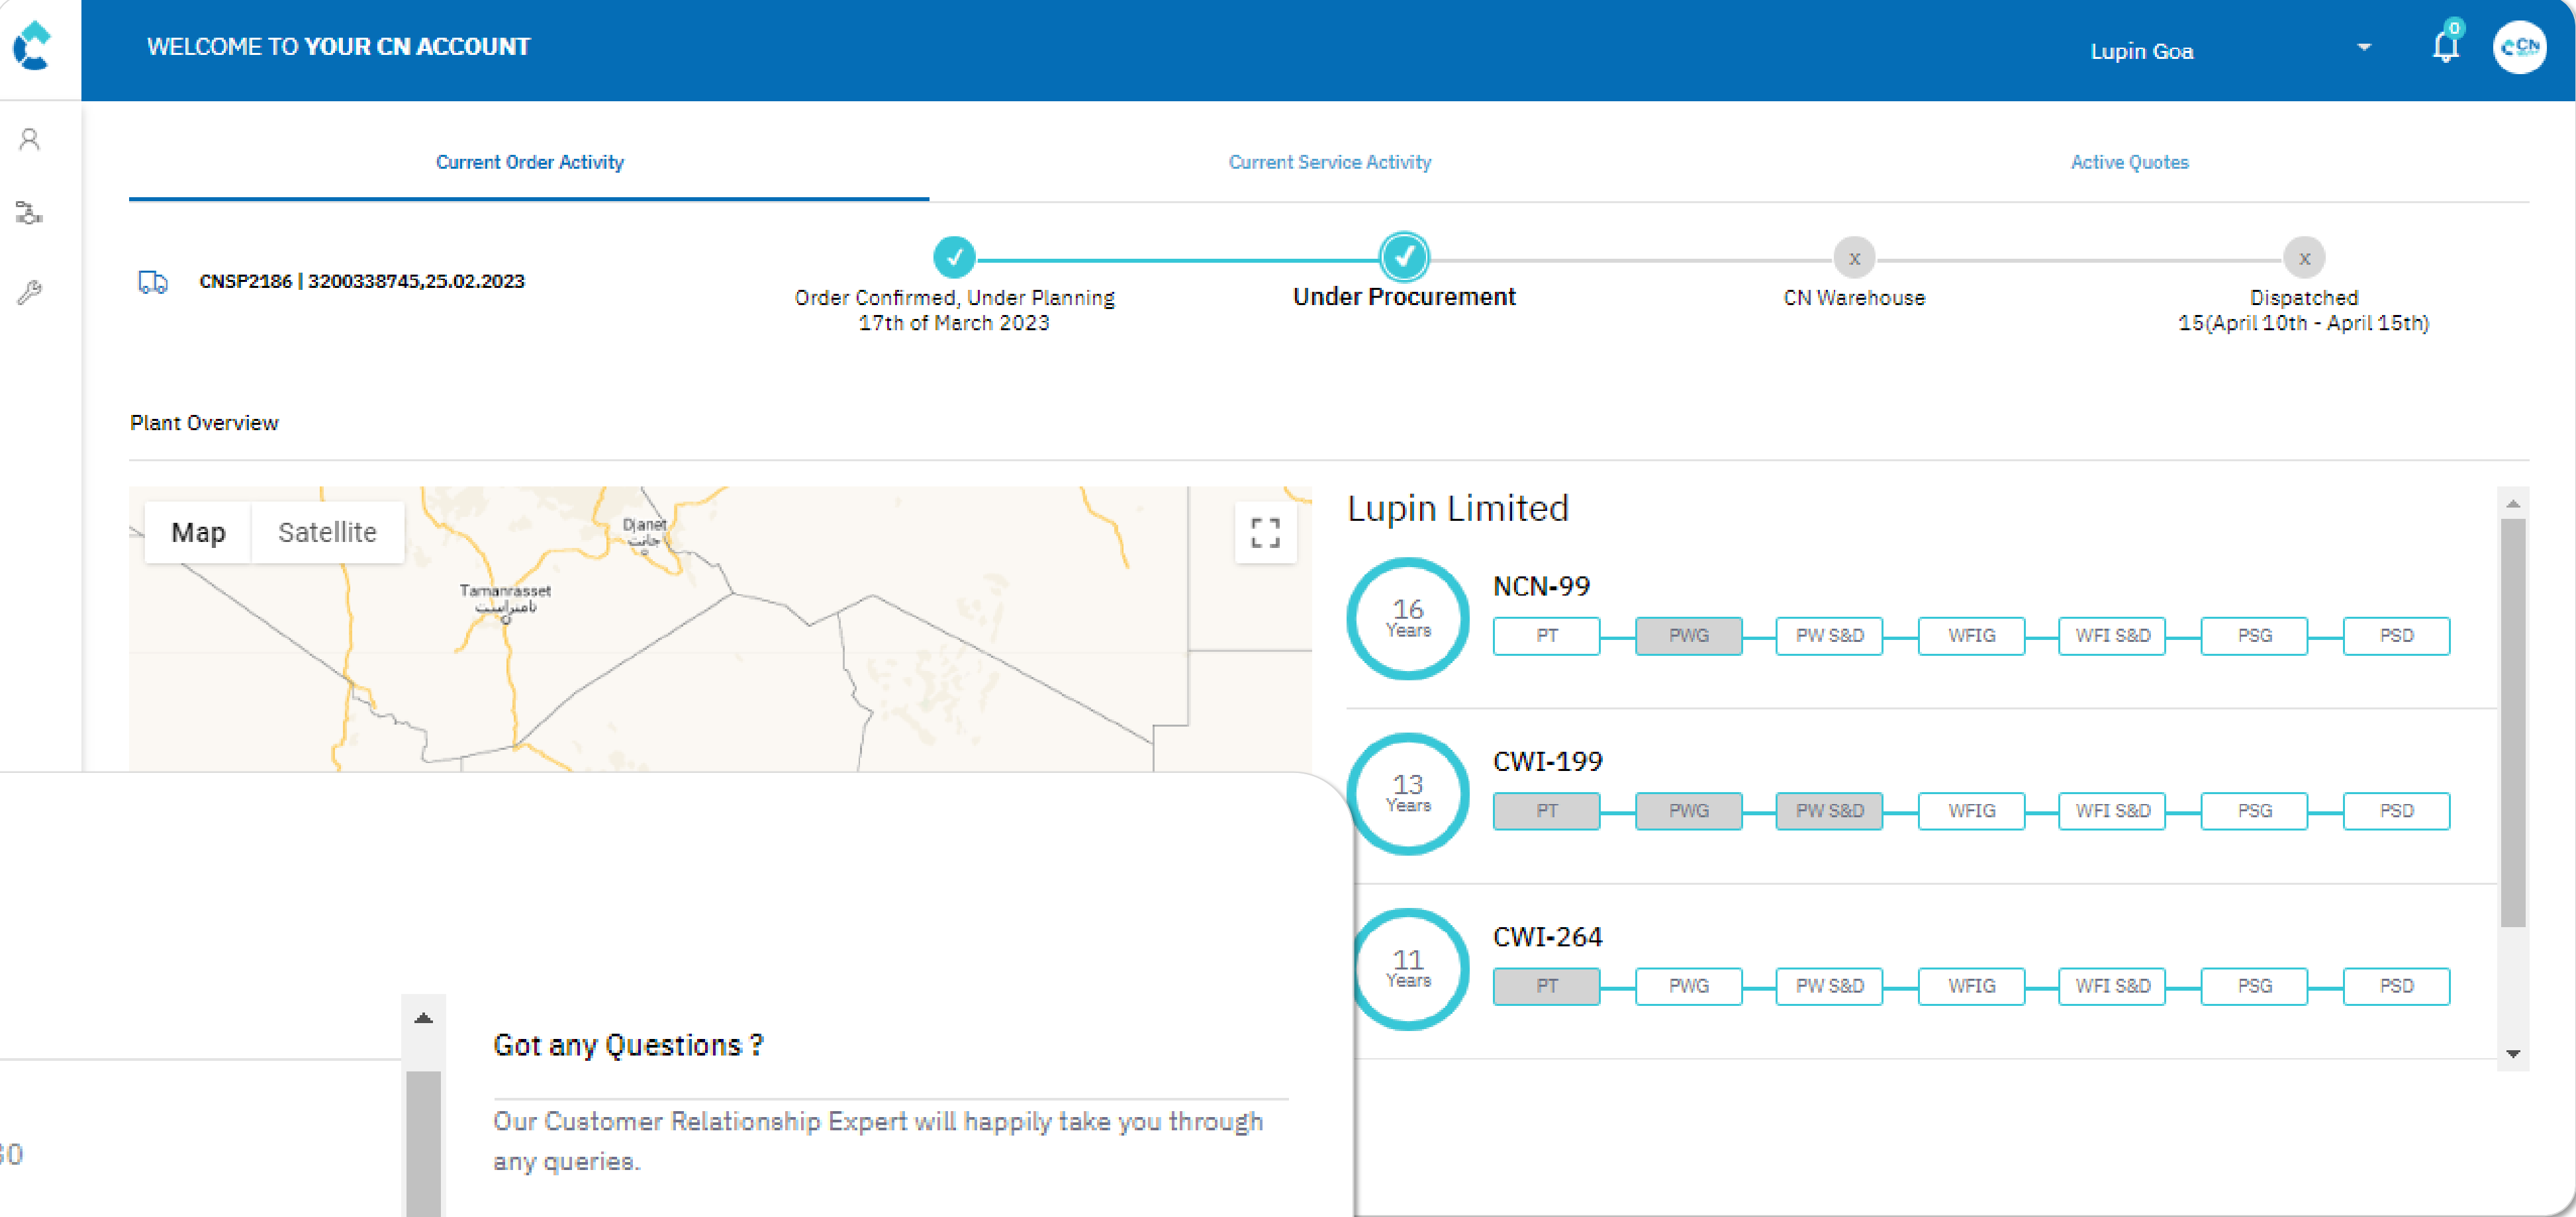 WELCOME TO YOUR CN ACCOUNT
Lupin Goa
0
CN
Current Order Activity
Current Service Activity
Active Quotes
CNSP2186 | 3200338745,25.02.2023
Order Confirmed, Under Planning
17th of March 2023
Under Procurement
x
CN Warehouse
x
Dispatched
15(April 10th - April 15th)
Plant Overview
Map
Satellite
Djanet
جانت
Tamanrasset
تامنراست
Lupin Limited
16
Years
NCN-99
PT
PWG
PW S&D
WFIG
WFI S&D
PSG
PSD
13
Years
CWI-199
PT
PWG
PW S&D
WFIG
WFI S&D
PSG
PSD
11
Years
CWI-264
PT
PWG
PW S&D
WFIG
WFI S&D
PSG
PSD
Got any Questions ?
Our Customer Relationship Expert will happily take you through
any queries.